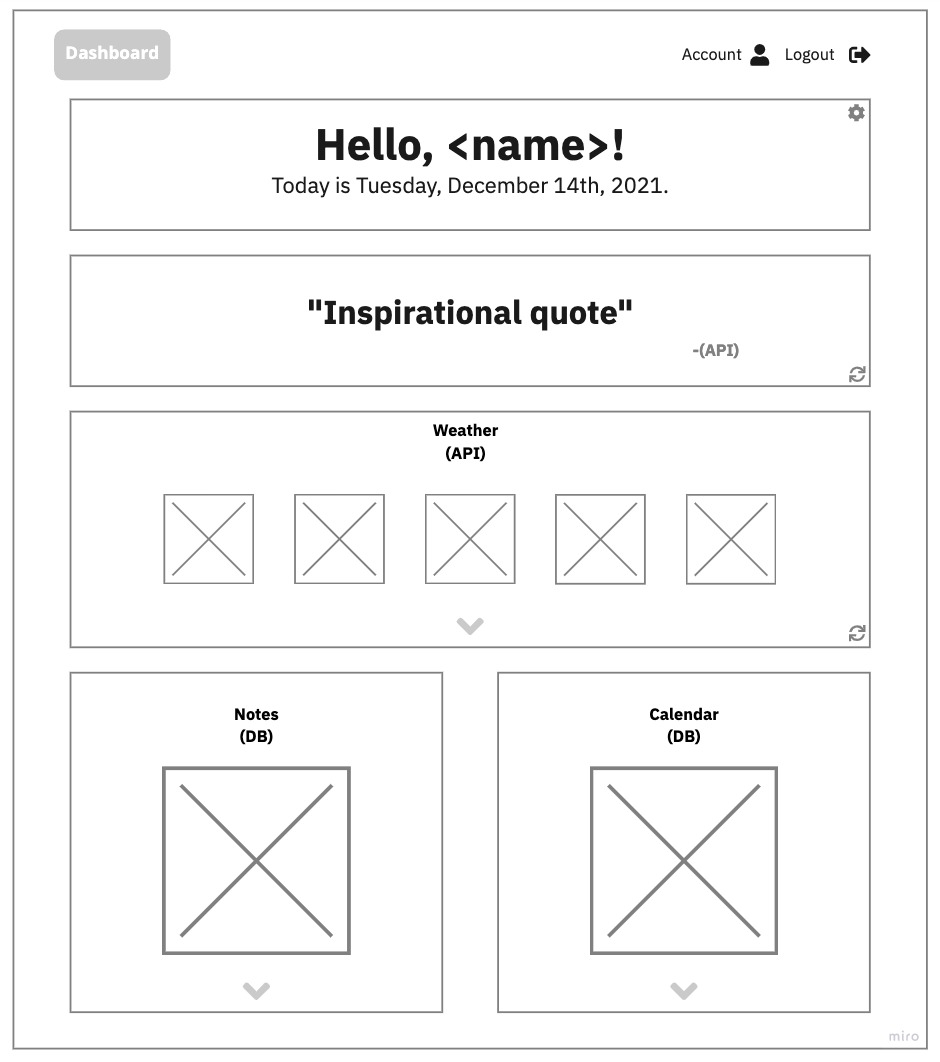 Dashboard
Account Logout
Hello, <name>!
Today is Tuesday, December 14th, 2021.
"Inspirational quote"
-(API)
Weather
(API)
Notes
(DB)
Calendar
(DB)
miro